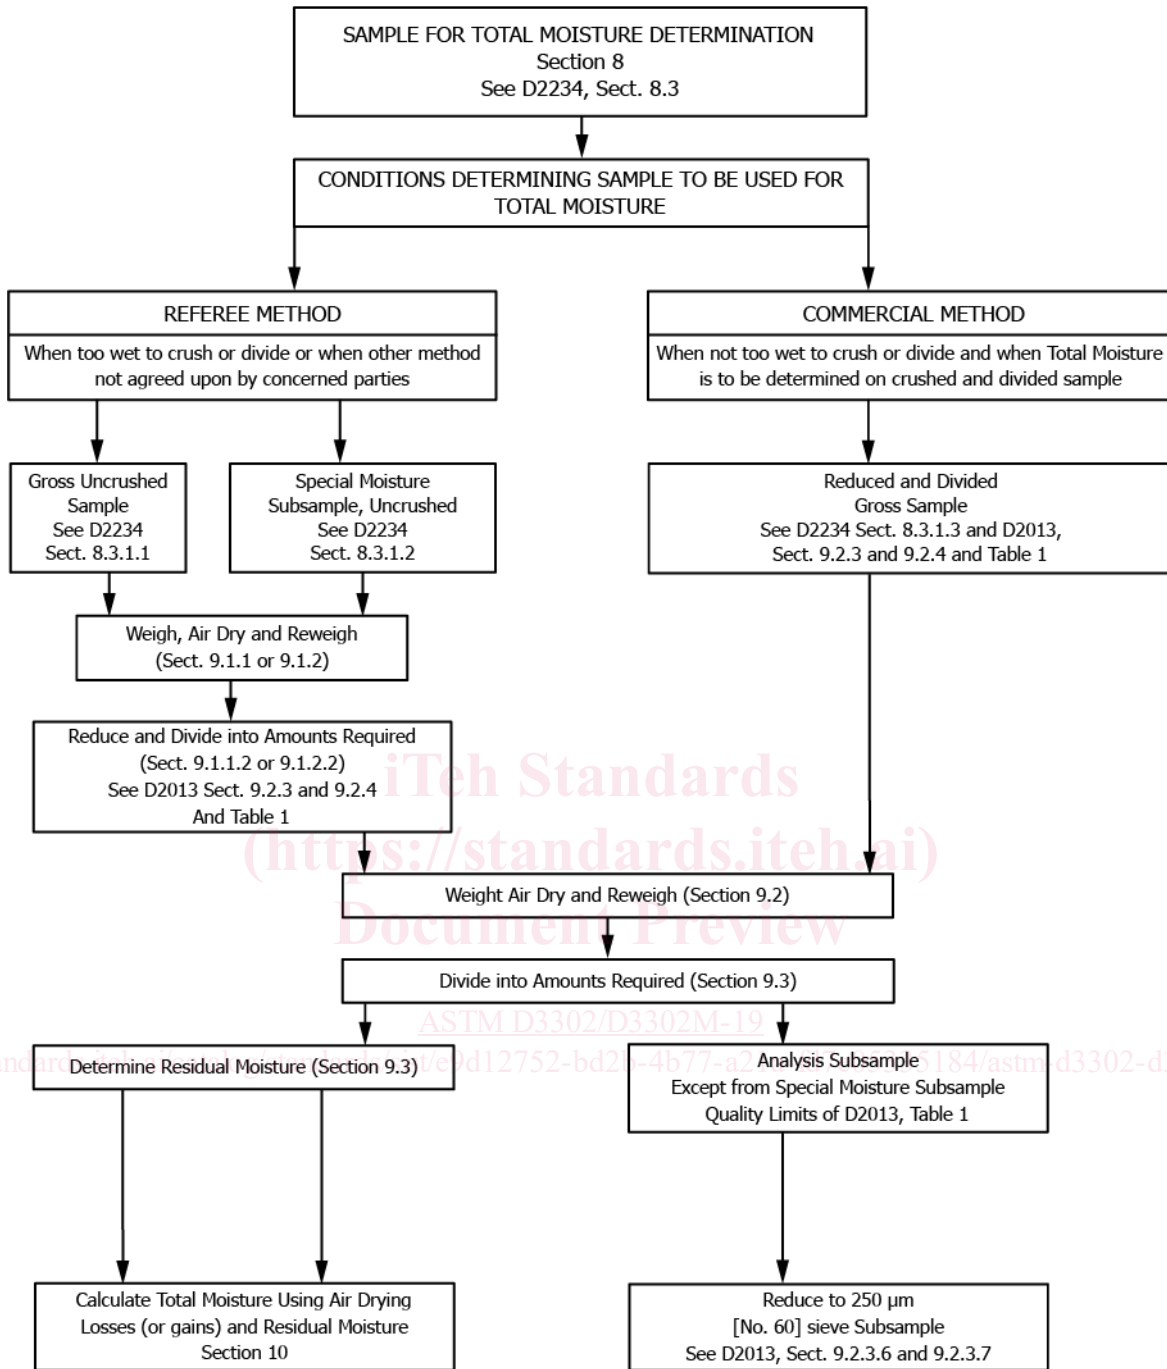 SAMPLE FOR TOTAL MOISTURE DETERMINATION
Section 8
See D2234, Sect. 8.3
CONDITIONS DETERMINING SAMPLE TO BE USED FOR
TOTAL MOISTURE
REFEREE METHOD
When too wet to crush or divide or when other method
not agreed upon by concerned parties
COMMERCIAL METHOD
When not too wet to crush or divide and when Total Moisture
is to be determined on crushed and divided sample
Gross Uncrushed
Sample
See D2234
Sect. 8.3.1.1
Special Moisture
Subsample, Uncrushed
See D2234
Sect. 8.3.1.2
Reduced and Divided
Gross Sample
See D2234 Sect. 8.3.1.3 and D2013,
Sect. 9.2.3 and 9.2.4 and Table 1
Weigh, Air Dry and Reweigh
(Sect. 9.1.1 or 9.1.2)
Reduce and Divide into Amounts Required
(Sect. 9.1.1.2 or 9.1.2.2)
See D2013 Sect. 9.2.3 and 9.2.4
And Table 1
iTeh Standards
(https://standards.iteh.ai)
Document Preview
Weight Air Dry and Reweigh (Section 9.2)
Divide into Amounts Required (Section 9.3)
ASTM D3302/D3302M-19
Determine Residual Moisture (Section 9.3)
Analysis Subsample
Except from Special Moisture Subsample
Quality Limits of D2013, Table 1
Calculate Total Moisture Using Air Drying
Losses (or gains) and Residual Moisture
Section 10
Reduce to 250 μm
[No. 60] sieve Subsample
See D2013, Sect. 9.2.3.6 and 9.2.3.7